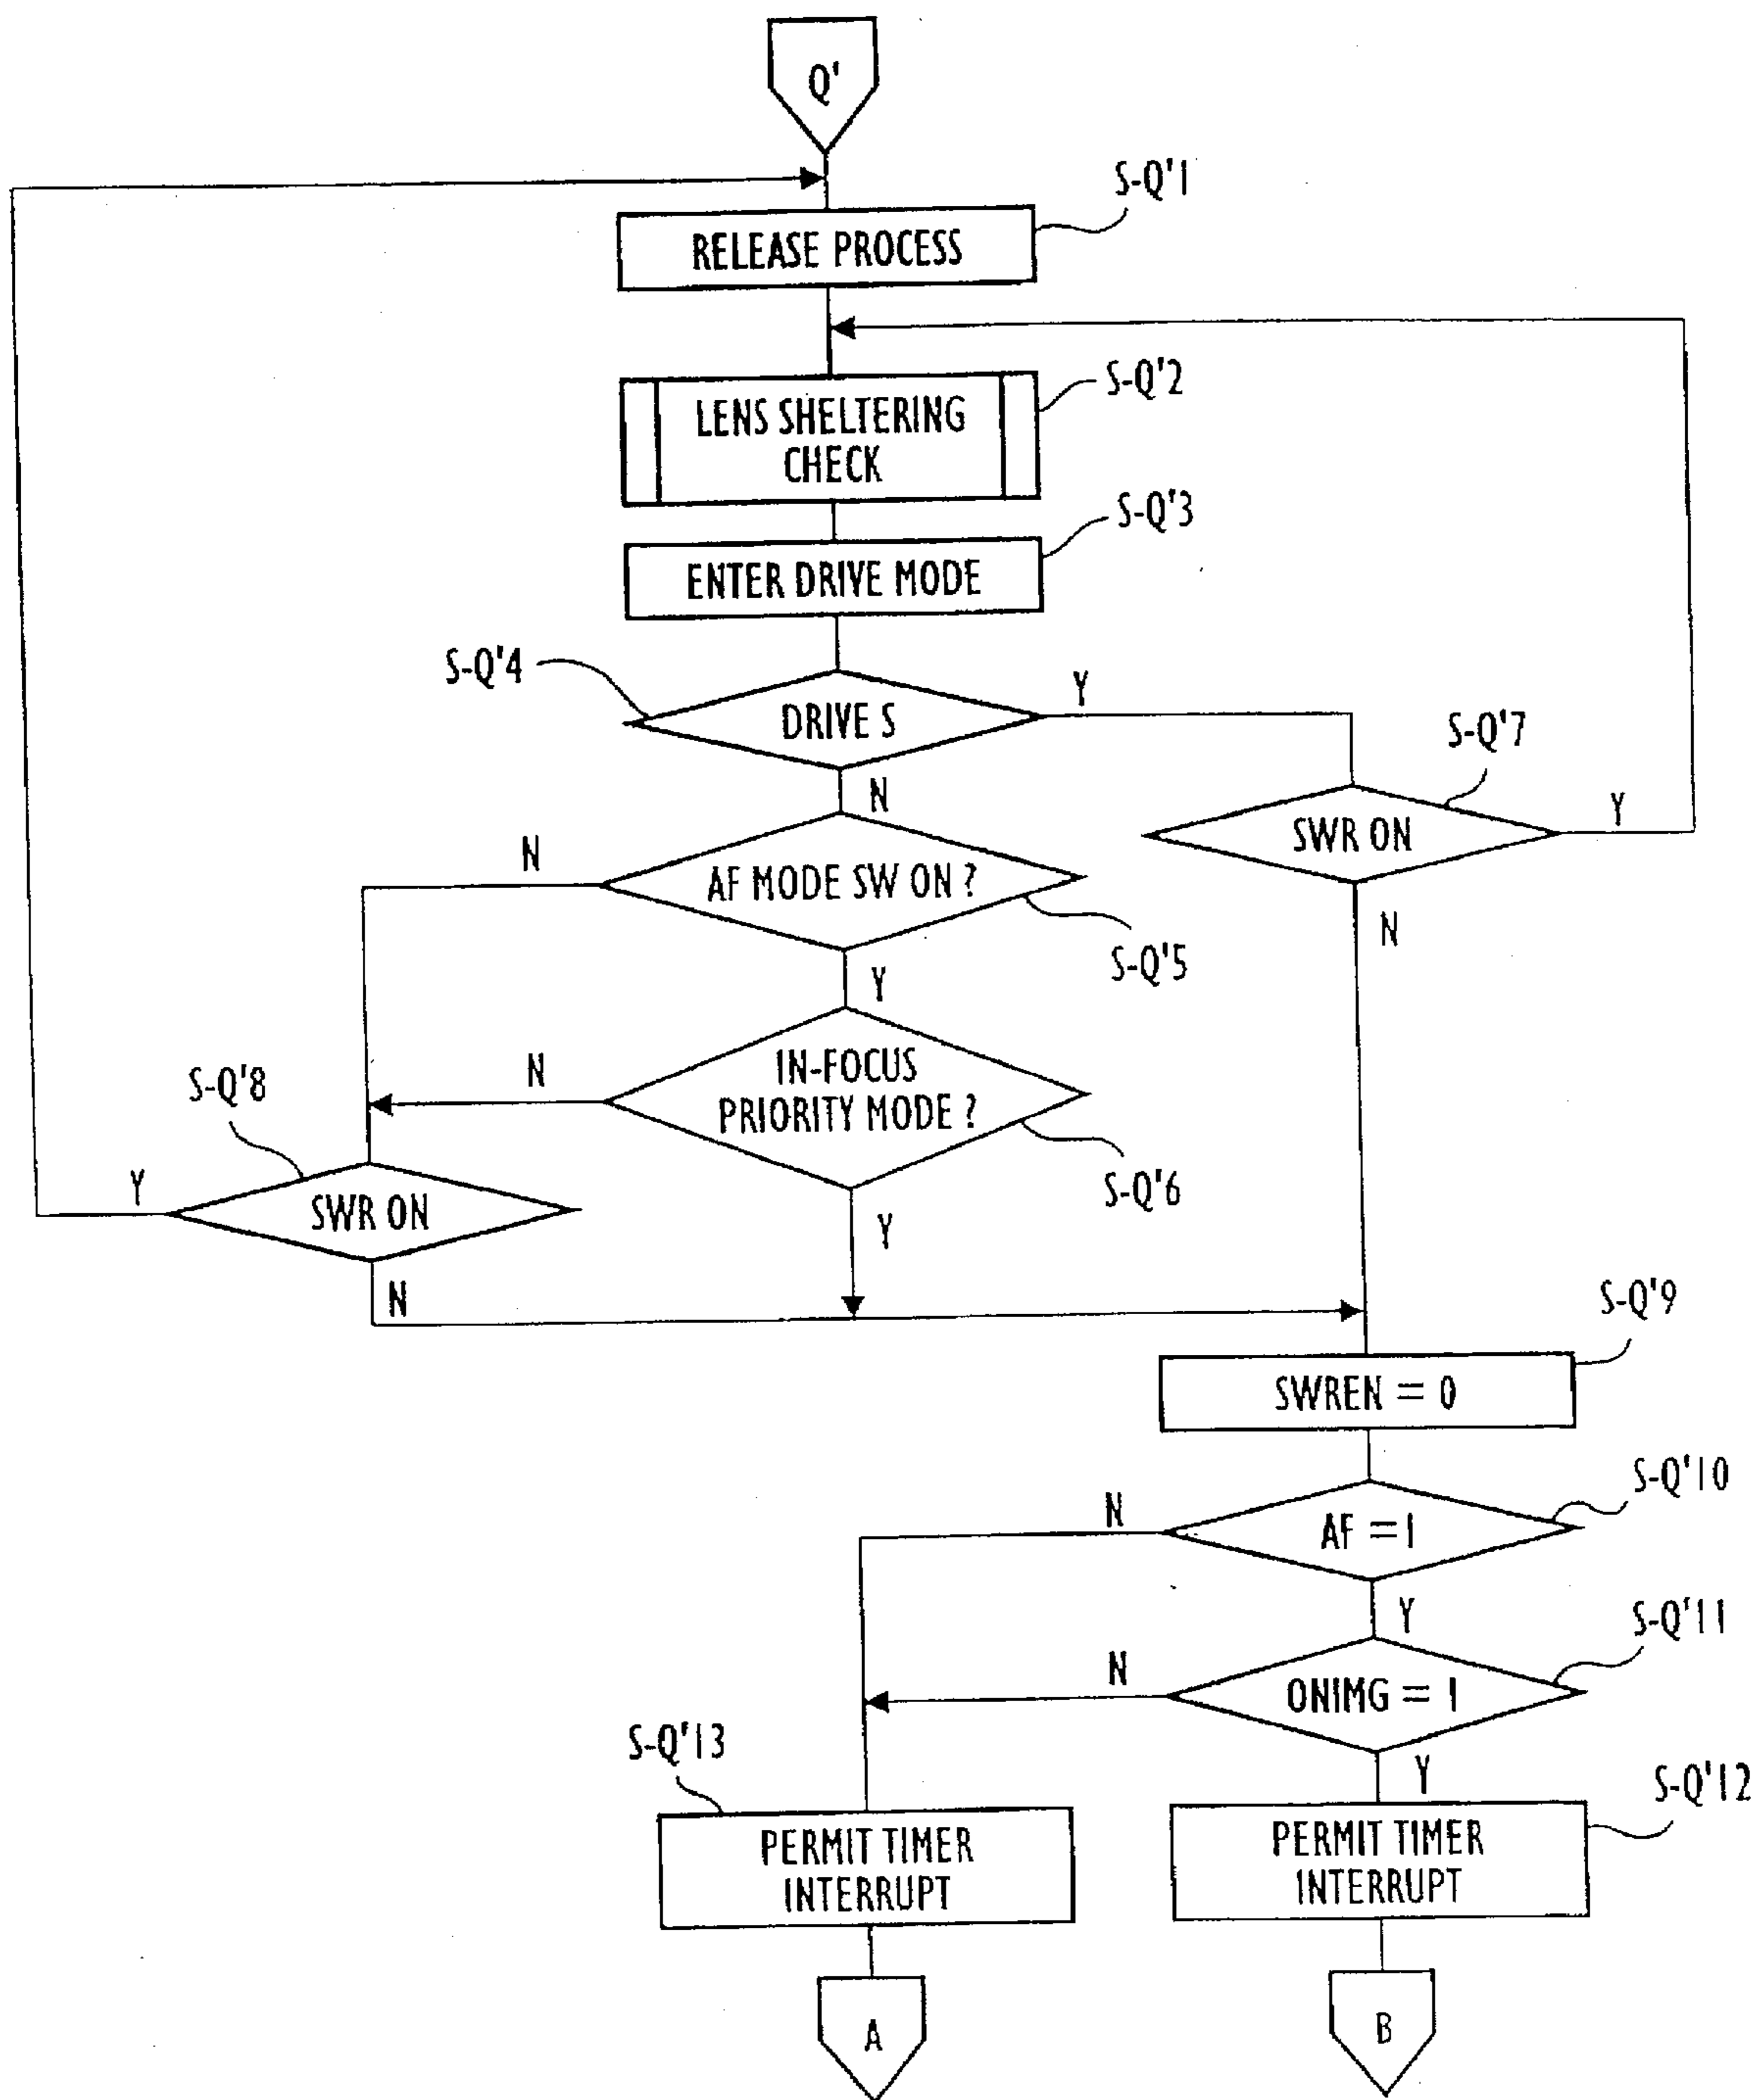 Q'
S-Q'1
RELEASE PROCESS
S-Q'2
LENS SHELTERING
CHECK
S-Q'3
ENTER DRIVE MODE
S-Q'4
DRIVE S
Y
N
S-Q'7
SWR ON
Y
N
AF MODE SW ON ?
N
S-Q'5
Y
IN-FOCUS
PRIORITY MODE ?
N
S-Q'6
Y
S-Q'8
SWR ON
Y
N
S-Q'9
SWREN = 0
S-Q'10
AF = 1
N
Y
S-Q'11
ONIMG = 1
N
Y
S-Q'13
PERMIT TIMER
INTERRUPT
S-Q'12
PERMIT TIMER
INTERRUPT
A
B